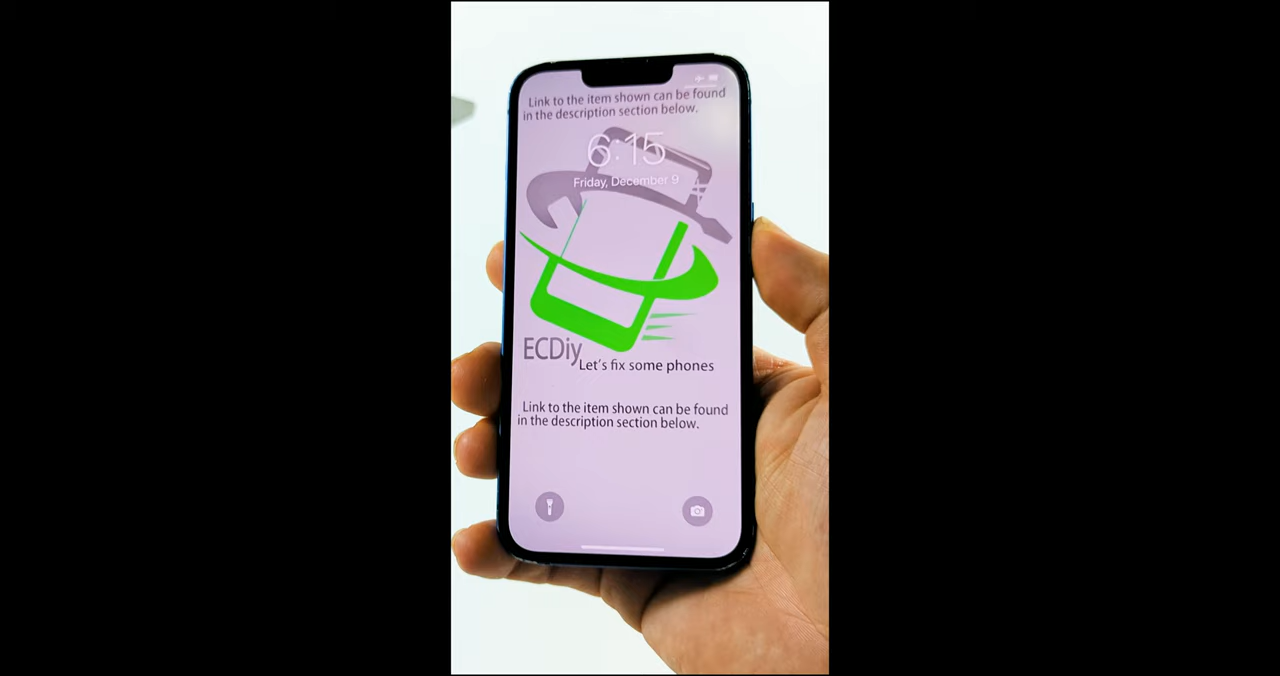 Link to the item shown can be found
in the description section below.
6:15
Friday, December 9
ECDiy
Let's fix some phones
Link to the item shown can be found
in the description section below.